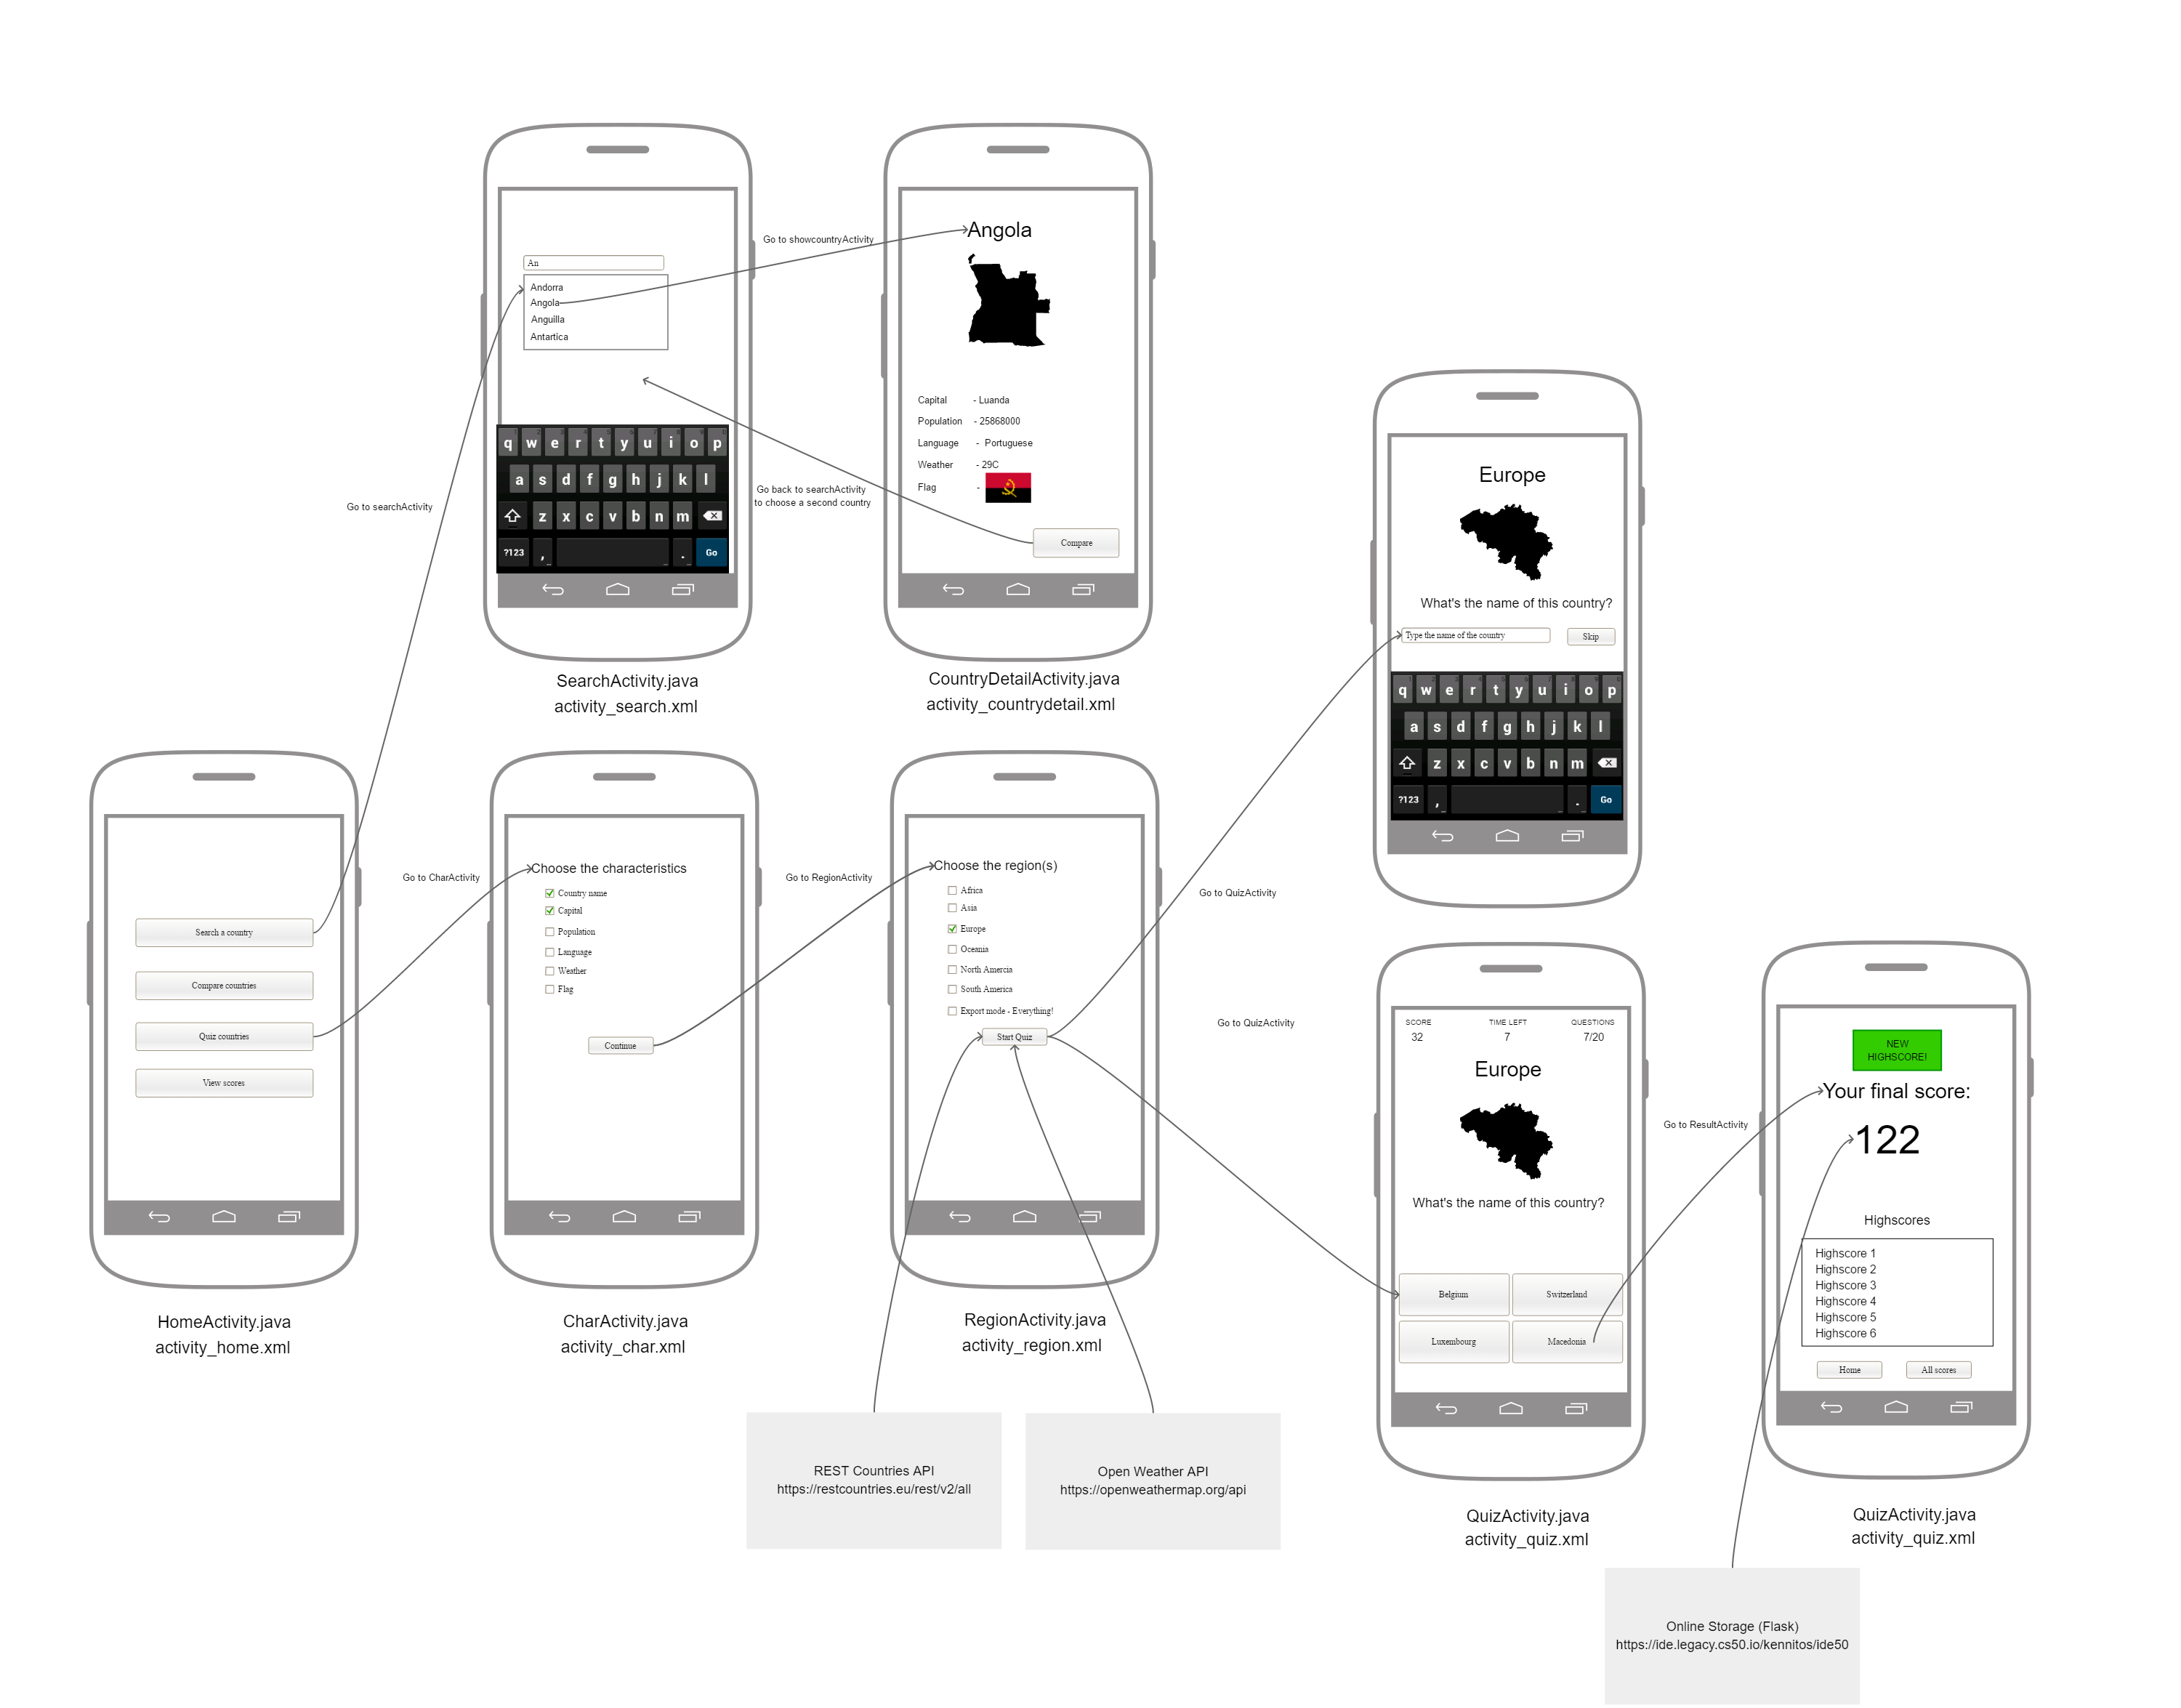 An
Andorra
Angola
Anguilla
Antartica
q w e r t y u i o p
a s d f g h j k l
z x c v b n m
?123 , . Go
SearchActivity.java
activity_search.xml
Go to showcountryActivity
Go back to searchActivity
to choose a second country
Angola
Capital - Luanda
Population - 25868000
Language - Portuguese
Weather - 29C
Flag -
Compare
CountryDetailActivity.java
activity_countrydetail.xml
Go to searchActivity
Europe
What's the name of this country?
Type the name of the country
Skip
q w e r t y u i o p
a s d f g h j k l
z x c v b n m
?123 , . Go
Search a country
Compare countries
Quiz countries
View scores
HomeActivity.java
activity_home.xml
Go to CharActivity
Choose the characteristics
Country name
Capital
Population
Language
Weather
Flag
Continue
CharActivity.java
activity_char.xml
Go to RegionActivity
Choose the region(s)
Africa
Asia
Europe
Oceania
North Amercia
South America
Export mode - Everything!
Start Quiz
RegionActivity.java
activity_region.xml
Go to QuizActivity
Go to QuizActivity
SCORE TIME LEFT QUESTIONS
32 7 7/20
Europe
What's the name of this country?
Belgium Switzerland
Luxembourg Macedonia
QuizActivity.java
activity_quiz.xml
Go to ResultActivity
NEW
HIGHSCORE!
Your final score:
122
Highscores
Highscore 1
Highscore 2
Highscore 3
Highscore 4
Highscore 5
Highscore 6
Home All scores
QuizActivity.java
activity_quiz.xml
REST Countries API
https://restcountries.eu/rest/v2/all
Open Weather API
https://openweathermap.org/api
Online Storage (Flask)
https://ide.legacy.cs50.io/kennitos/ide50